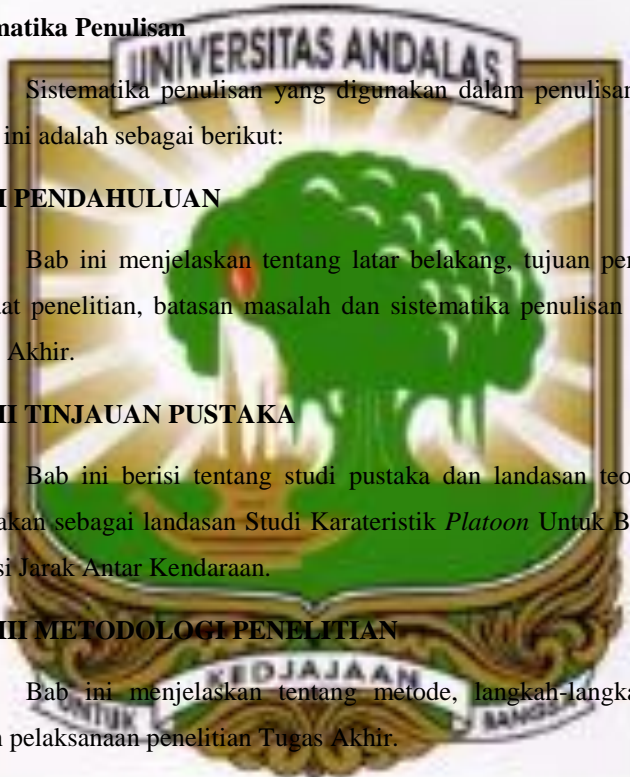 matika Penulisan
UNIVERSITAS ANDALAS
Sistematika penulisan yang digunakan dalam penulisan
ini adalah sebagai berikut:
I PENDAHULUAN
Bab ini menjelaskan tentang latar belakang, tujuan pen
at penelitian, batasan masalah dan sistematika penulisan
Akhir.
II TINJAUAN PUSTAKA
Bab ini berisi tentang studi pustaka dan landasan teo
akan sebagai landasan Studi Karateristik Platoon Untuk B
si Jarak Antar Kendaraan.
III METODOLOGI PENELITIAN
KEDJAJAAN
Bab ini menjelaskan tentang metode, langkah-langka
UNTUK BANGSA
n pelaksanaan penelitian Tugas Akhir.